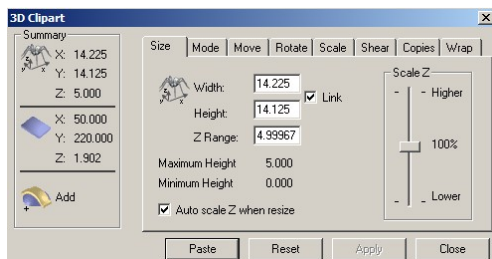 3D Clipart
Summary
X: 14.225
Y: 14.125
Z: 5.000
X: 50.000
Y: 220.000
Z: 1.902
Add
Size Mode Move Rotate Scale Shear Copies Wrap
Width: 14.225
Height: 14.125
Link
Z Range: 4.99967
Maximum Height 5.000
Minimum Height 0.000
Auto scale Z when resize
Scale Z
- - Higher
100%
- - Lower
Paste Reset Apply Close